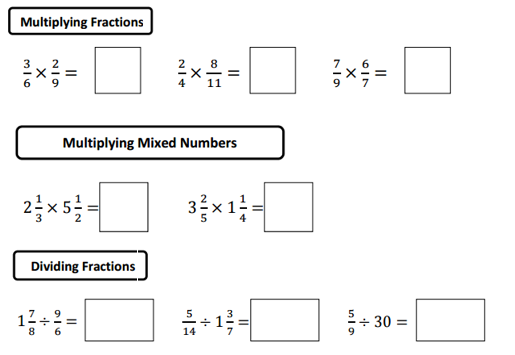 Multiplying Fractions
3/6 × 2/9 = 2/4 × 8/11 = 7/9 × 6/7 =
Multiplying Mixed Numbers
2 1/3 × 5 1/2 = 3 2/5 × 1 1/4 =
Dividing Fractions
1 7/8 ÷ 9/6 = 5/14 ÷ 1 3/7 = 5/9 ÷ 30 =